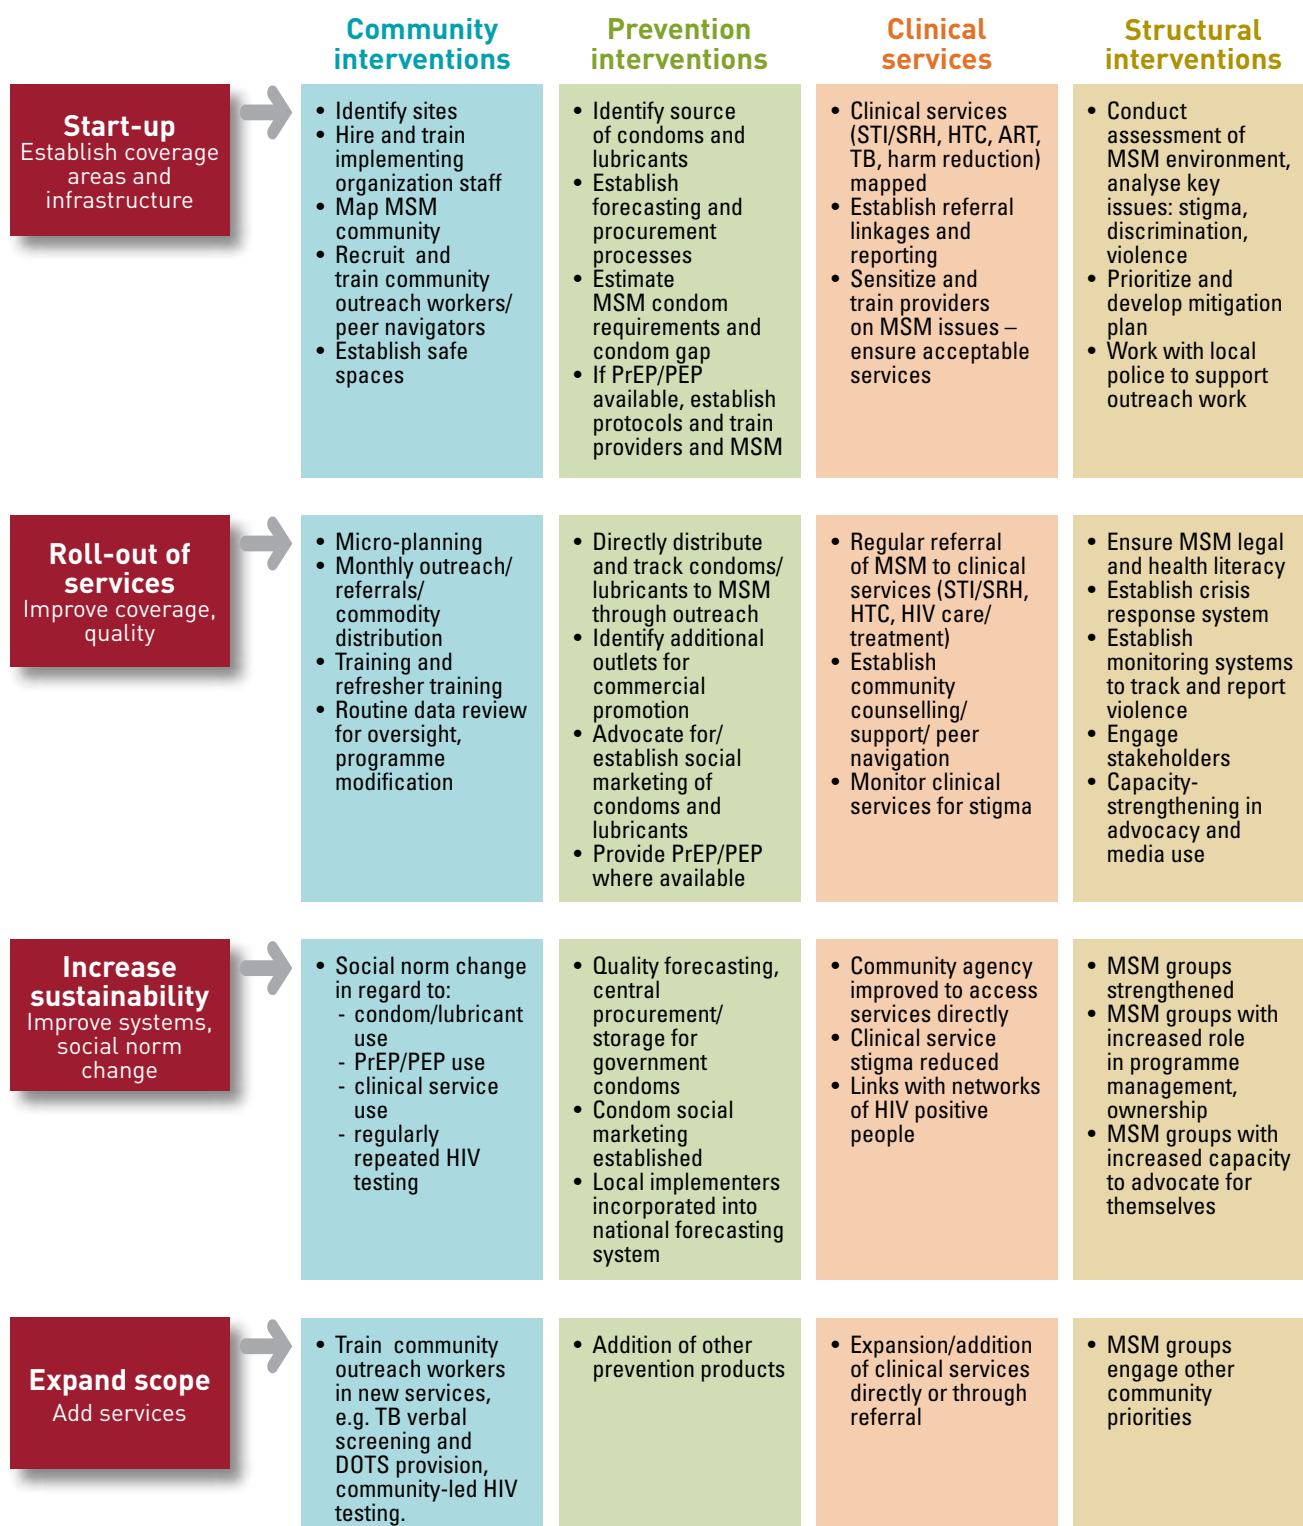 Community
interventions
Prevention
interventions
Clinical
services
Structural
interventions
Start-up
Establish coverage
areas and
infrastructure
• Identify sites
• Hire and train
implementing
organization staff
• Map MSM
community
• Recruit and
train community
outreach workers/
peer navigators
• Establish safe
spaces
• Identify source
of condoms and
lubricants
• Establish
forecasting and
procurement
processes
• Estimate
MSM condom
requirements and
condom gap
• If PrEP/PEP
available, establish
protocols and train
providers and MSM
• Clinical services
(STI/SRH, HTC, ART,
TB, harm reduction)
mapped
• Establish referral
linkages and
reporting
• Sensitize and
train providers
on MSM issues –
ensure acceptable
services
• Conduct
assessment of
MSM environment,
analyse key
issues: stigma,
discrimination,
violence
• Prioritize and
develop mitigation
plan
• Work with local
police to support
outreach work
Roll-out of
services
Improve coverage,
quality
• Micro-planning
• Monthly outreach/
referrals/
commodity
distribution
• Training and
refresher training
• Routine data review
for oversight,
programme
modification
• Directly distribute
and track condoms/
lubricants to MSM
through outreach
• Identify additional
outlets for
commercial
promotion
• Advocate for/
establish social
marketing of
condoms and
lubricants
• Provide PrEP/PEP
where available
• Regular referral
of MSM to clinical
services (STI/SRH,
HTC, HIV care/
treatment)
• Establish
community
counselling/
support/ peer
navigation
• Monitor clinical
services for stigma
• Ensure MSM legal
and health literacy
• Establish crisis
response system
• Establish
monitoring systems
to track and report
violence
• Engage
stakeholders
• Capacity-
strengthening in
advocacy and
media use
Increase
sustainability
Improve systems,
social norm
change
• Social norm change
in regard to:
- condom/lubricant
use
- PrEP/PEP use
- clinical service
use
- regularly
repeated HIV
testing
• Quality forecasting,
central
procurement/
storage for
government
condoms
• Condom social
marketing
established
• Local implementers
incorporated into
national forecasting
system
• Community agency
improved to access
services directly
• Clinical service
stigma reduced
• Links with networks
of HIV positive
people
• MSM groups
strengthened
• MSM groups with
increased role
in programme
management,
ownership
• MSM groups with
increased capacity
to advocate for
themselves
Expand scope
Add services
• Train community
outreach workers
in new services,
e.g. TB verbal
screening and
DOTS provision,
community-led HIV
testing.
• Addition of other
prevention products
• Expansion/addition
of clinical services
directly or through
referral
• MSM groups
engage other
community
priorities